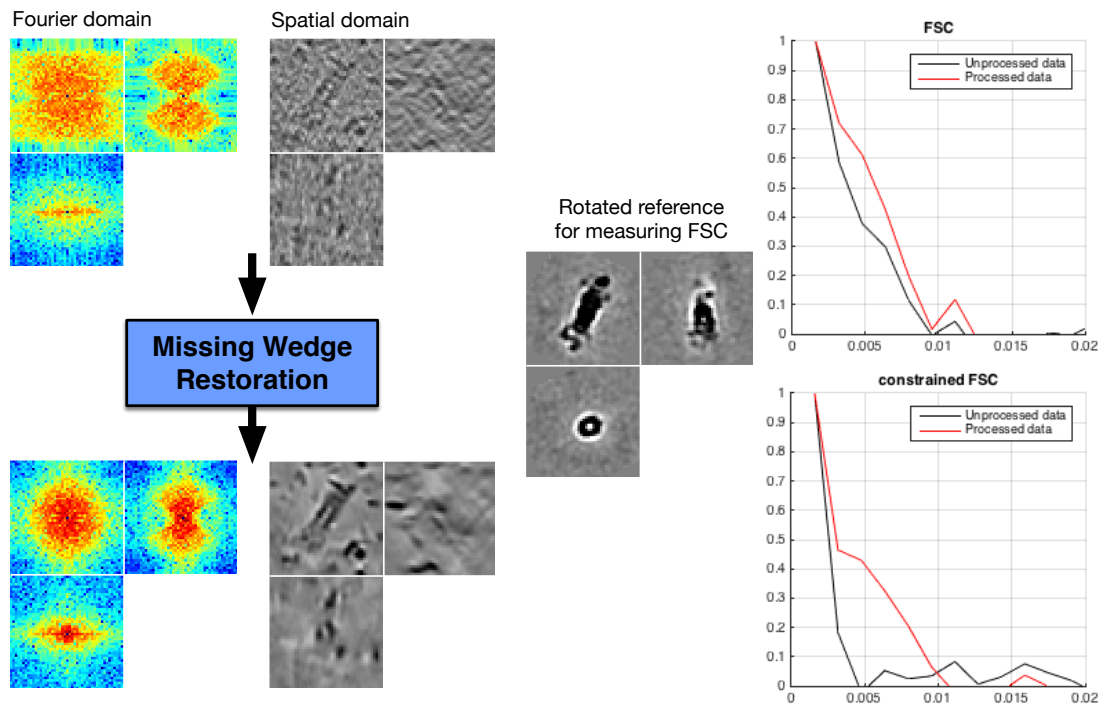 Fourier domain
Spatial domain
Missing Wedge
Restoration
Rotated reference
for measuring FSC
FSC
Unprocessed data
Processed data
1
0.9
0.8
0.7
0.6
0.5
0.4
0.3
0.2
0.1
0
0
0.005
0.01
0.015
0.02
constrained FSC
Unprocessed data
Processed data
1
0.9
0.8
0.7
0.6
0.5
0.4
0.3
0.2
0.1
0
0
0.005
0.01
0.015
0.02